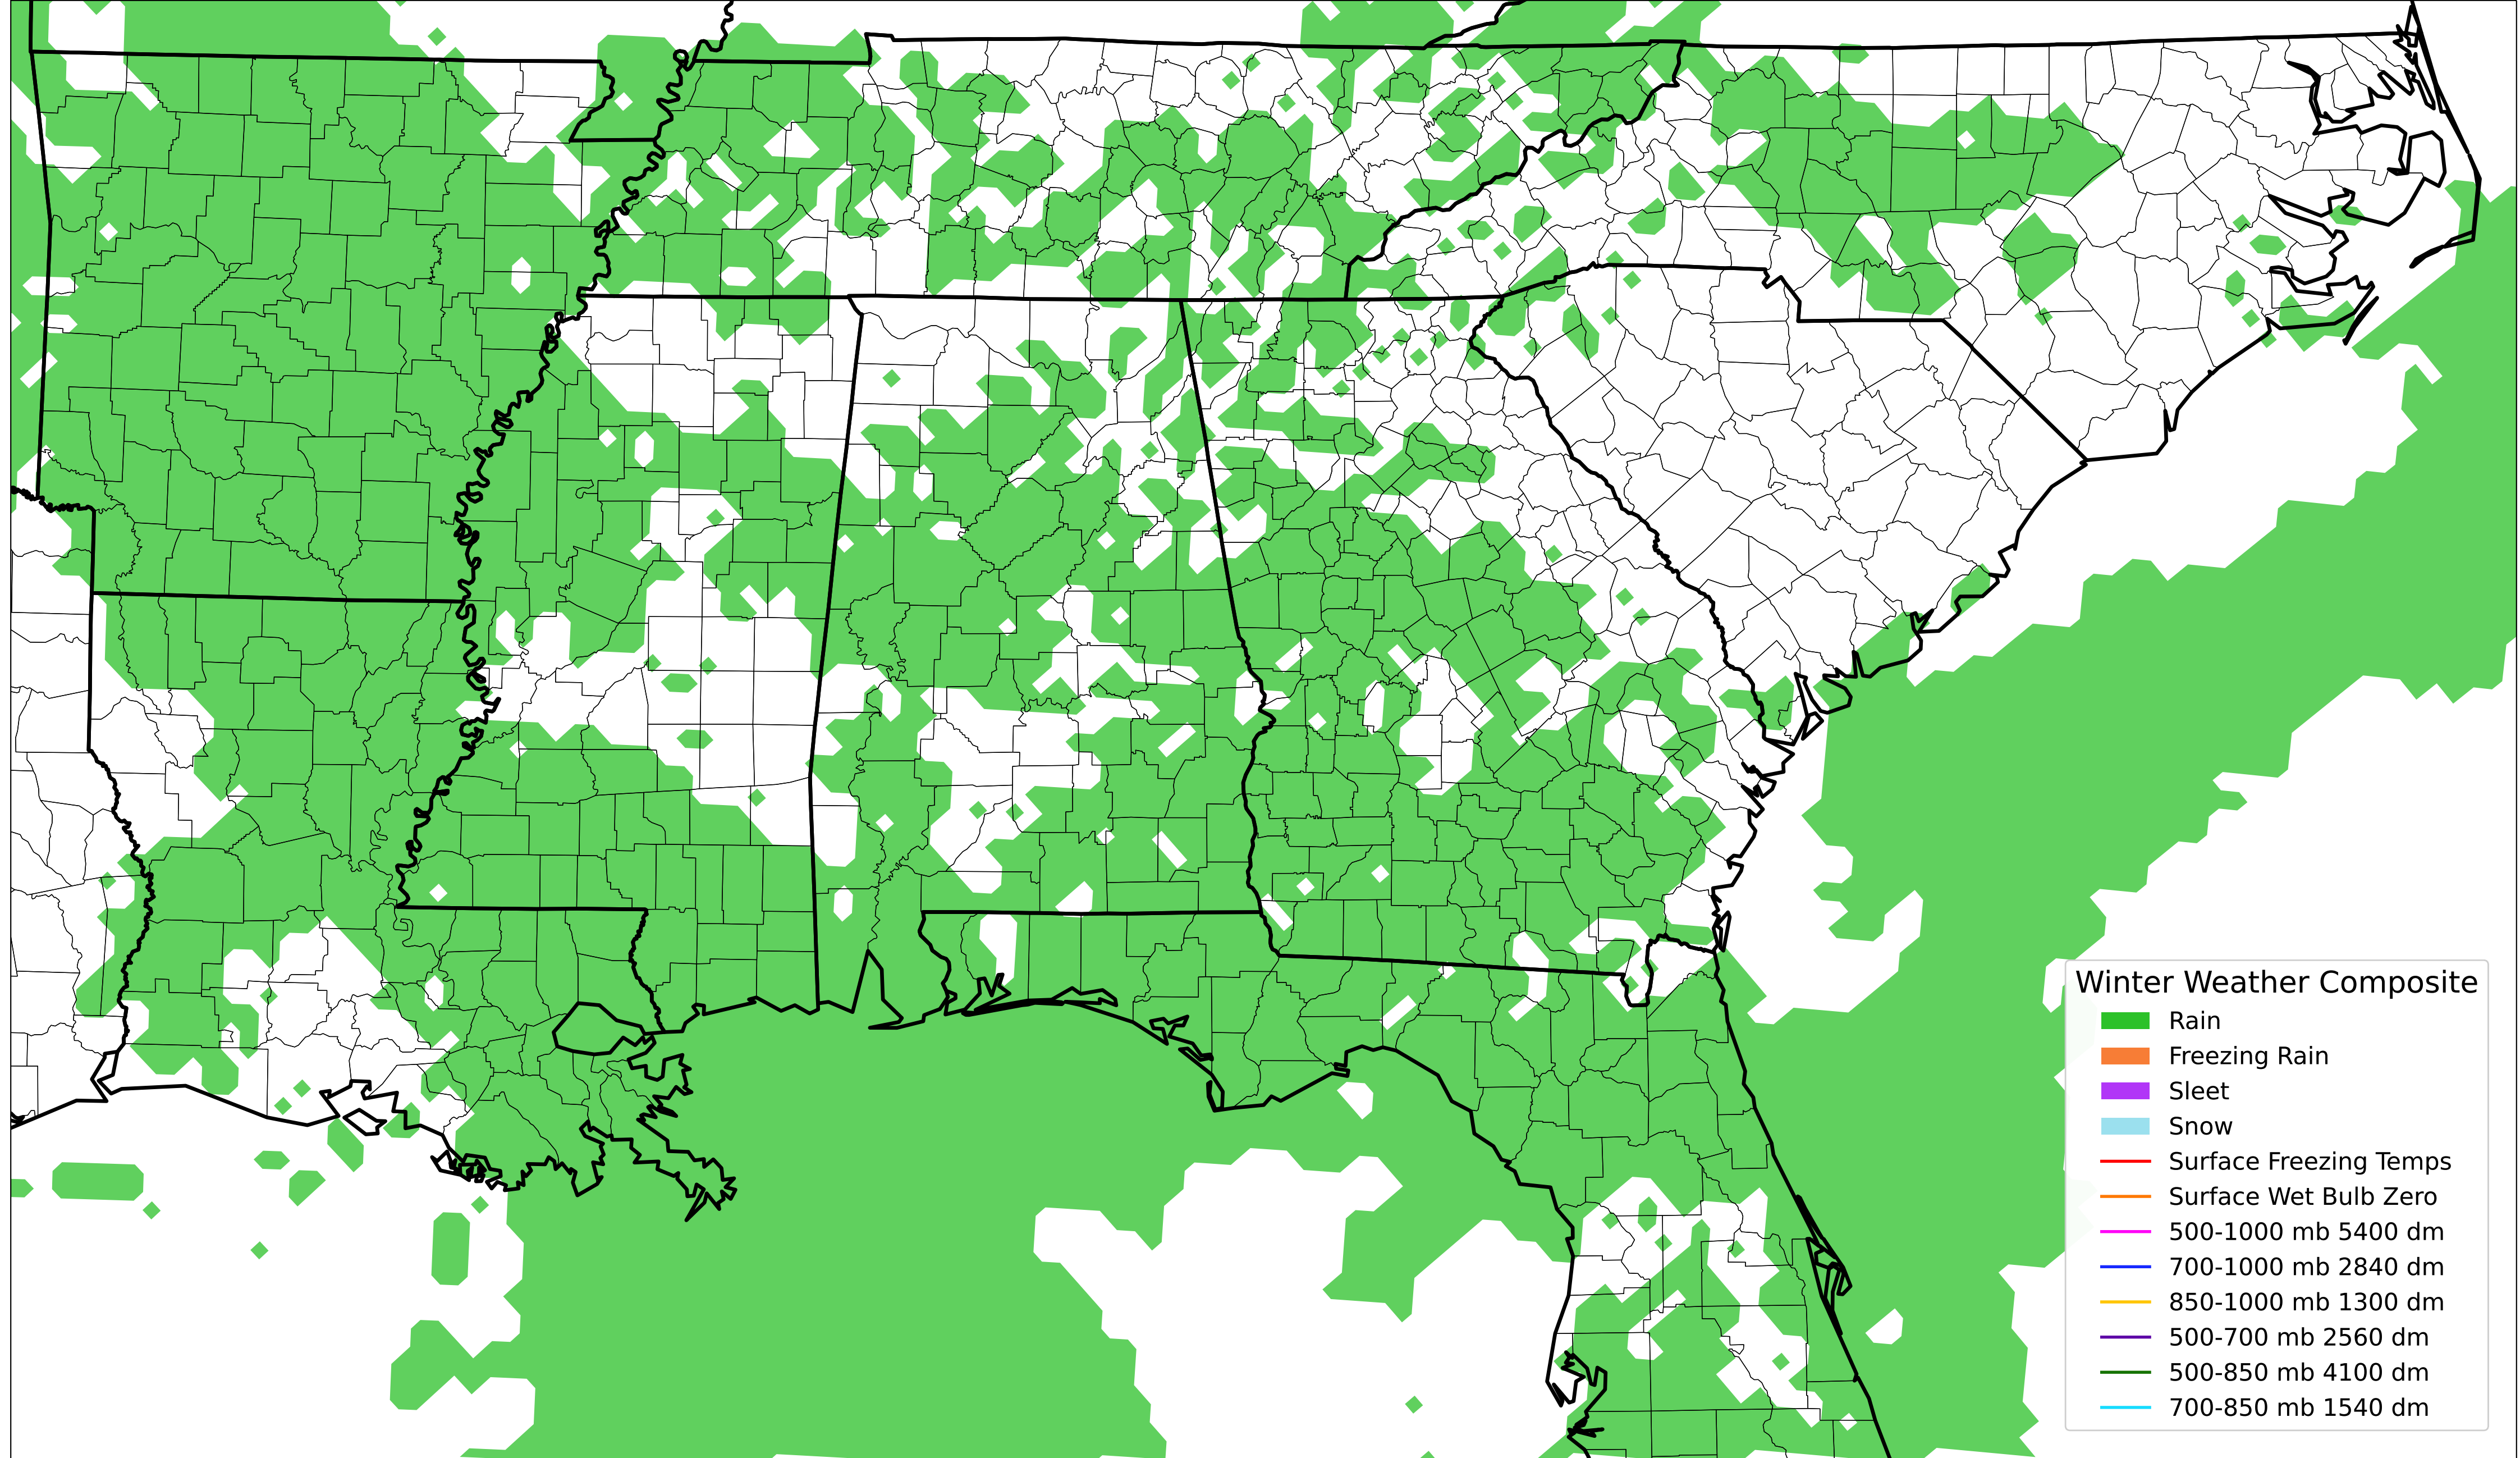 Winter Weather Composite
Rain
Freezing Rain
Sleet
Snow
Surface Freezing Temps
Surface Wet Bulb Zero
500-1000 mb 5400 dm
700-1000 mb 2840 dm
850-1000 mb 1300 dm
500-700 mb 2560 dm
500-850 mb 4100 dm
700-850 mb 1540 dm